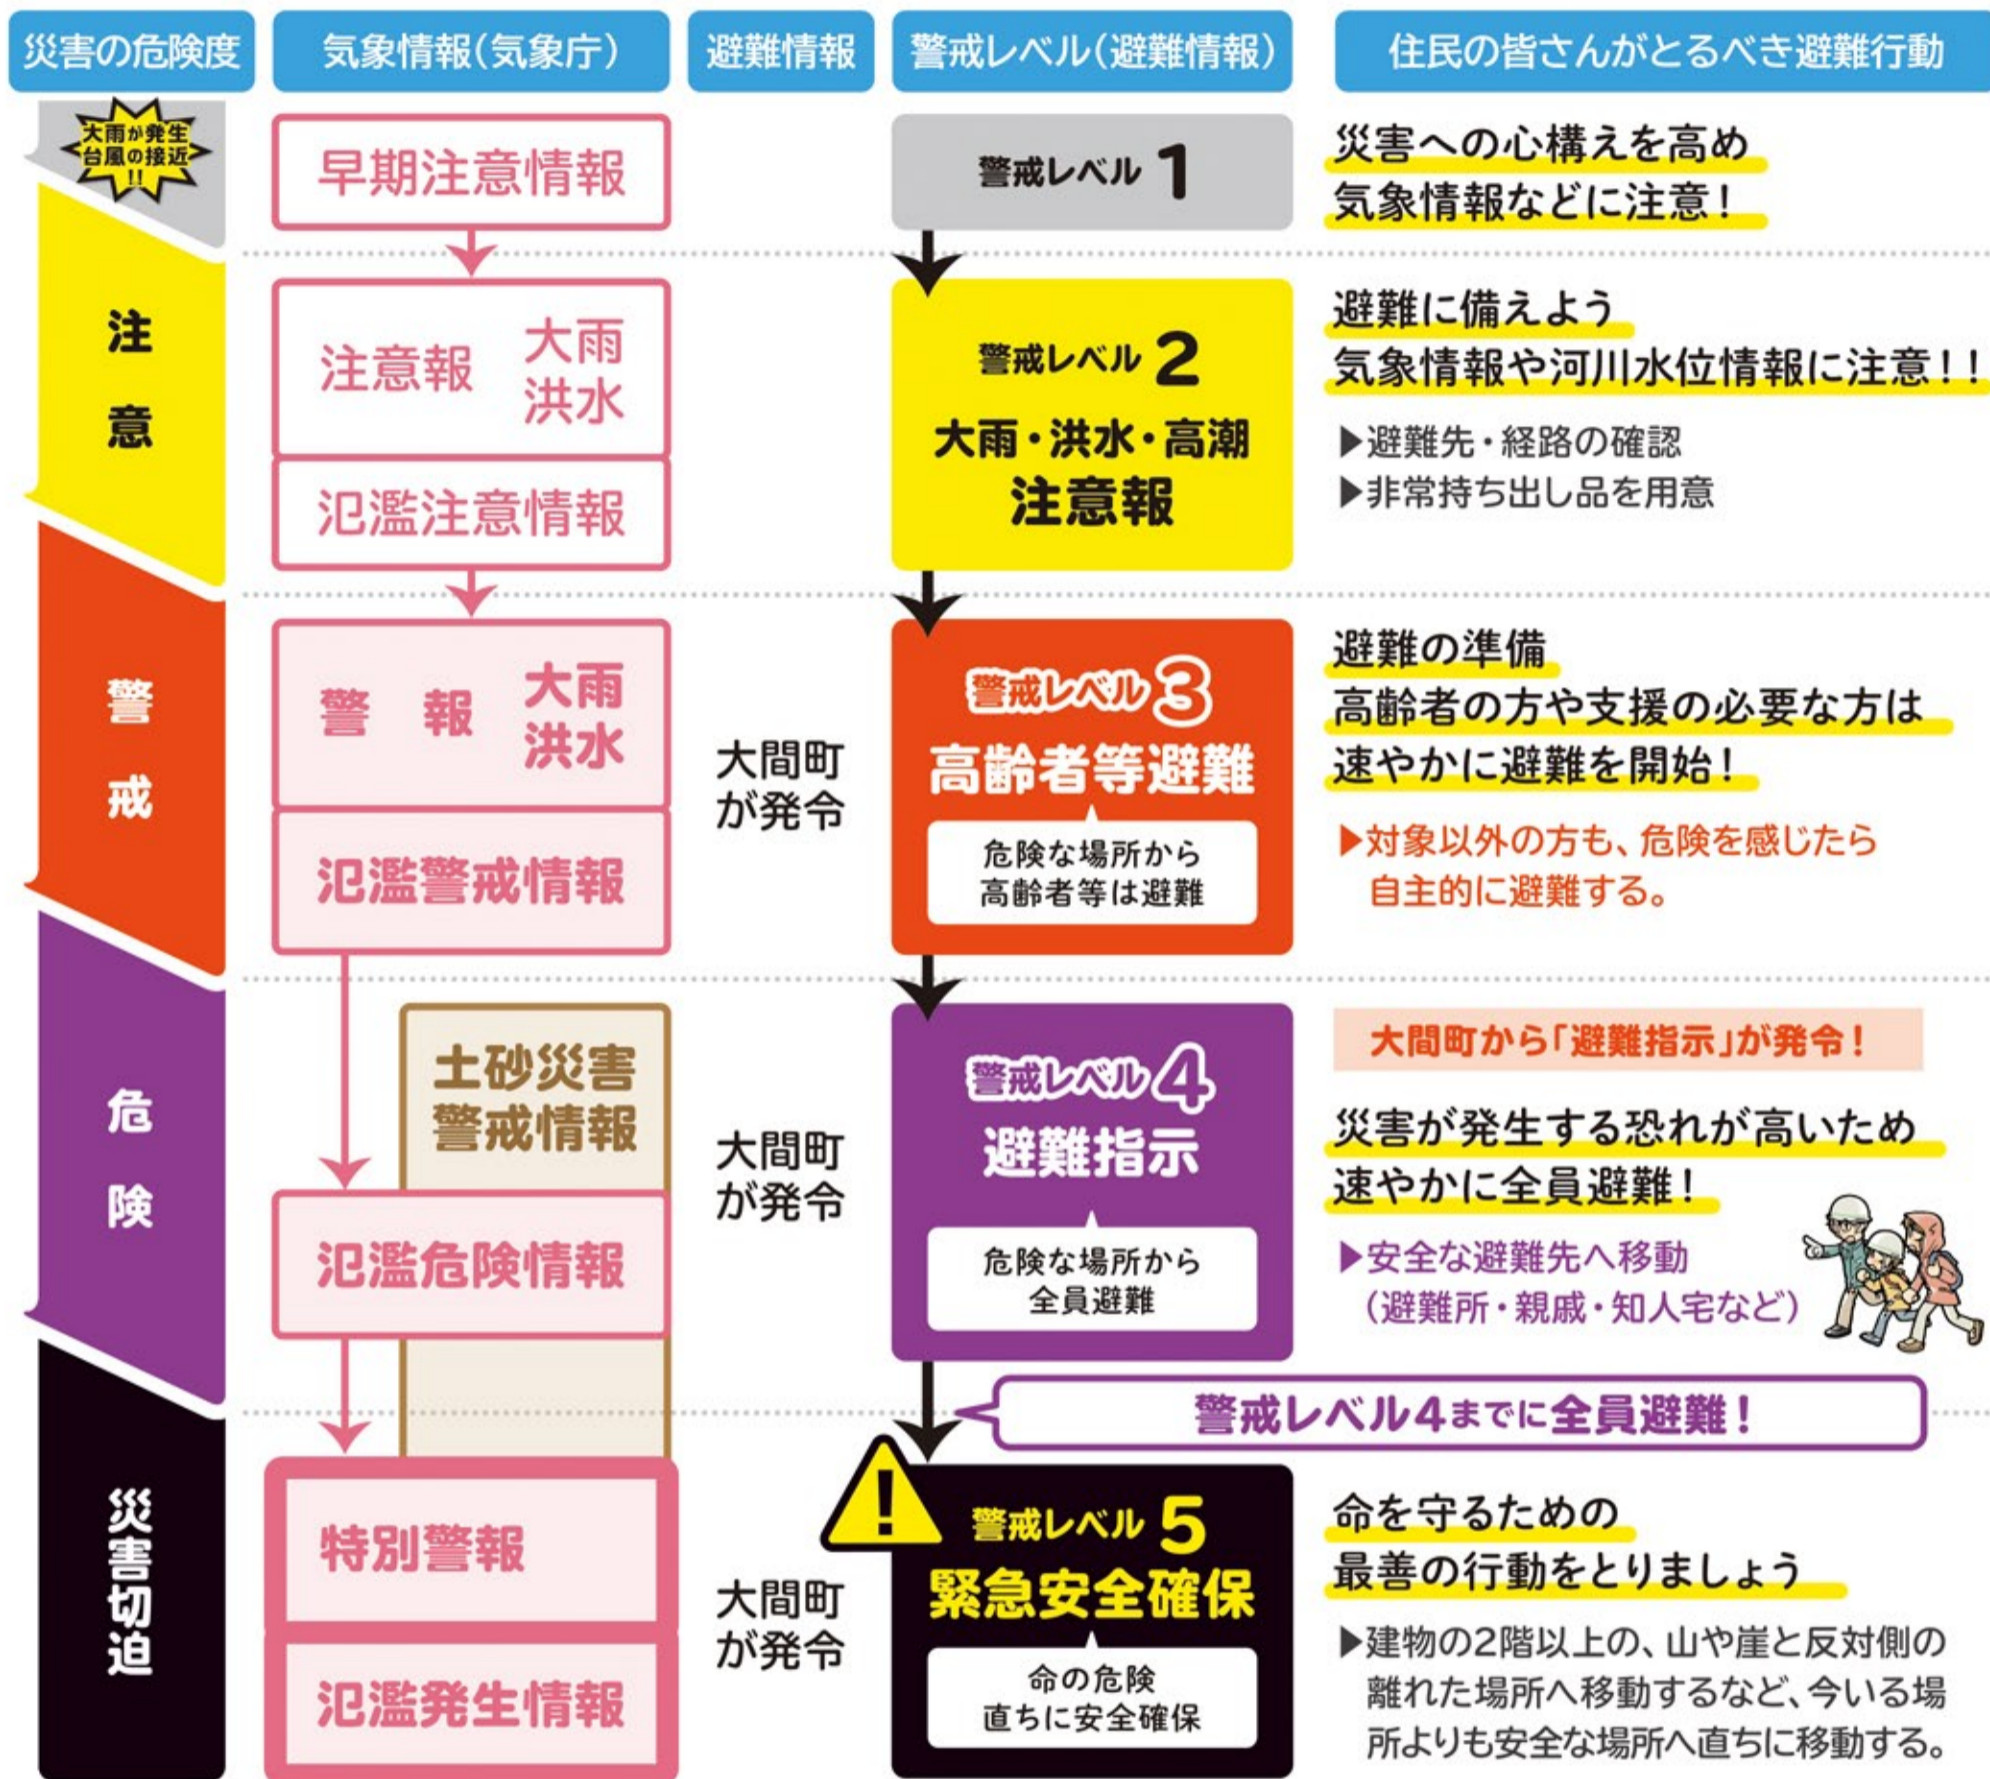 災害の危険度
気象情報(気象庁)
避難情報
警戒レベル(避難情報)
住民の皆さんがとるべき避難行動
大雨が発生
台風の接近
!!
早期注意情報
警戒レベル 1
災害への心構えを高め
気象情報などに注意!
注意
注意報
大雨
洪水
氾濫注意情報
警戒レベル 2
大雨・洪水・高潮
注意報
避難に備えよう
気象情報や河川水位情報に注意!!
▶避難先・経路の確認
▶非常持ち出し品を用意
警戒
警 報
大雨
洪水
氾濫警戒情報
大間町
が発令
警戒レベル 3
高齢者等避難
危険な場所から
高齢者等は避難
避難の準備
高齢者の方や支援の必要な方は
速やかに避難を開始!
▶対象以外の方も、危険を感じたら
自主的に避難する。
危険
土砂災害
警戒情報
氾濫危険情報
大間町
が発令
警戒レベル 4
避難指示
危険な場所から
全員避難
大間町から「避難指示」が発令!
災害が発生する恐れが高いため
速やかに全員避難!
▶安全な避難先へ移動
(避難所・親戚・知人宅など)
警戒レベル4までに全員避難!
災害切迫
特別警報
氾濫発生情報
大間町
が発令
!
警戒レベル 5
緊急安全確保
命の危険
直ちに安全確保
命を守るための
最善の行動をとりましょう
▶建物の2階以上の、山や崖と反対側の
離れた場所へ移動するなど、今いる場
所よりも安全な場所へ直ちに移動する。